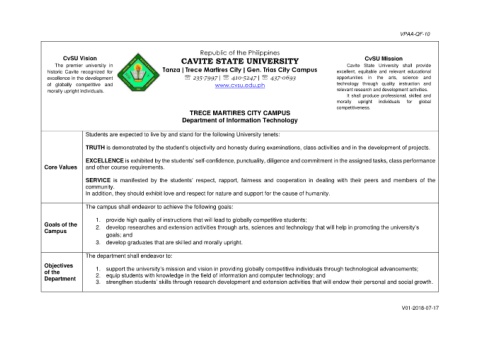 VPAA-QF-10
CvSU Vision
The premier university in
historic Cavite recognized for
excellence in the development
of globally competitive and
morally upright individuals.
Republic of the Philippines
CAVITE STATE UNIVERSITY
Tanza | Trece Martires City | Gen. Trias City Campus
☏ 235-7997 | ☏ 410-5247 | ☏ 437-0693
www.cvsu.edu.ph
CvSU Mission
Cavite State University shall provide
excellent, equitable and relevant educational
opportunities in the arts, science and
technology through quality instruction and
relevant research and development activities.
It shall produce professional, skilled and
morally upright individuals for global
competitiveness.
TRECE MARTIRES CITY CAMPUS
Department of Information Technology
Core Values
Students are expected to live by and stand for the following University tenets:
TRUTH is demonstrated by the student's objectivity and honesty during examinations, class activities and in the development of projects.
EXCELLENCE is exhibited by the students' self-confidence, punctuality, diligence and commitment in the assigned tasks, class performance
and other course requirements.
SERVICE is manifested by the students' respect, rapport, fairness and cooperation in dealing with their peers and members of the
community.
In addition, they should exhibit love and respect for nature and support for the cause of humanity.
Goals of the
Campus
The campus shall endeavor to achieve the following goals:
1. provide high quality of instructions that will lead to globally competitive students;
2. develop researches and extension activities through arts, sciences and technology that will help in promoting the university's
goals; and
3. develop graduates that are skilled and morally upright.
Objectives
of the
Department
The department shall endeavor to:
1. support the university's mission and vision in providing globally competitive individuals through technological advancements;
2. equip students with knowledge in the field of information and computer technology; and
3. strengthen students' skills through research development and extension activities that will endow their personal and social growth.
V01-2018-07-17